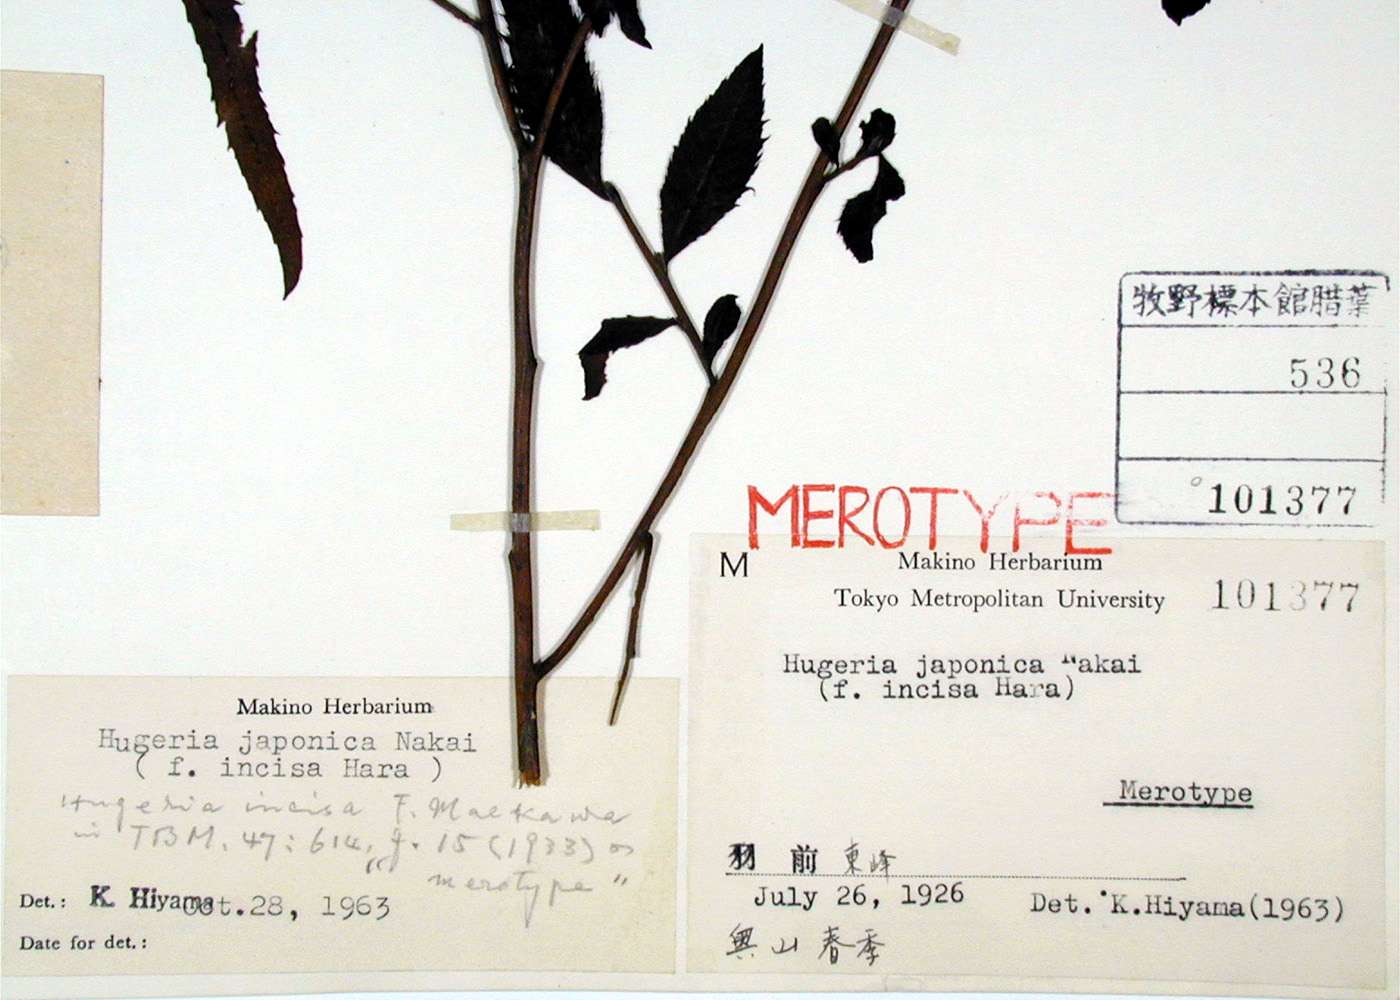 牧野標本館腊葉
536
101377
MEROTYPE
M
Makino Herbarium
Tokyo Metropolitan University
101377
Hugeria japonica Nakai
(f. incisa Hara)
Merotype
羽前 東峰
July 26, 1926
Det. K.Hiyama(1963)
奥山春季
Makino Herbarium
Hugeria japonica Nakai
( f. incisa Hara )
Hugeria incisa F. Maekawa
in TBM. 47: 614, f. 15 (1933) as
"merotype"
Det.: K. Hiyama Oct.28, 1963
Date for det.: